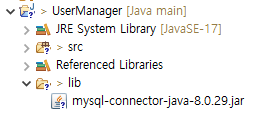 > UserManager [Java main]
JRE System Library [JavaSE-17]
> src
Referenced Libraries
> lib
mysql-connector-java-8.0.29.jar